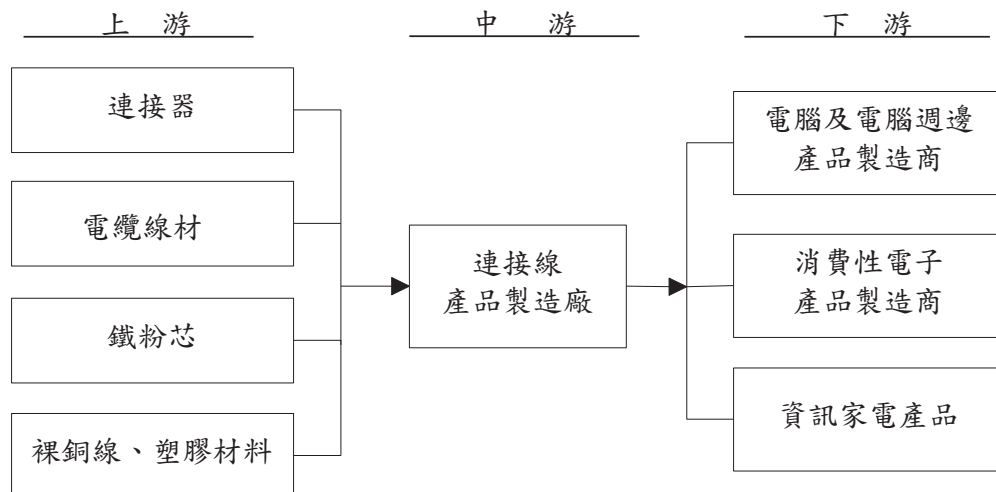 上 游
中 游
下 游
連接器
電纜線材
鐵粉芯
裸銅線、塑膠材料
連接線
產品製造廠
電腦及電腦週邊
產品製造商
消費性電子
產品製造商
資訊家電產品